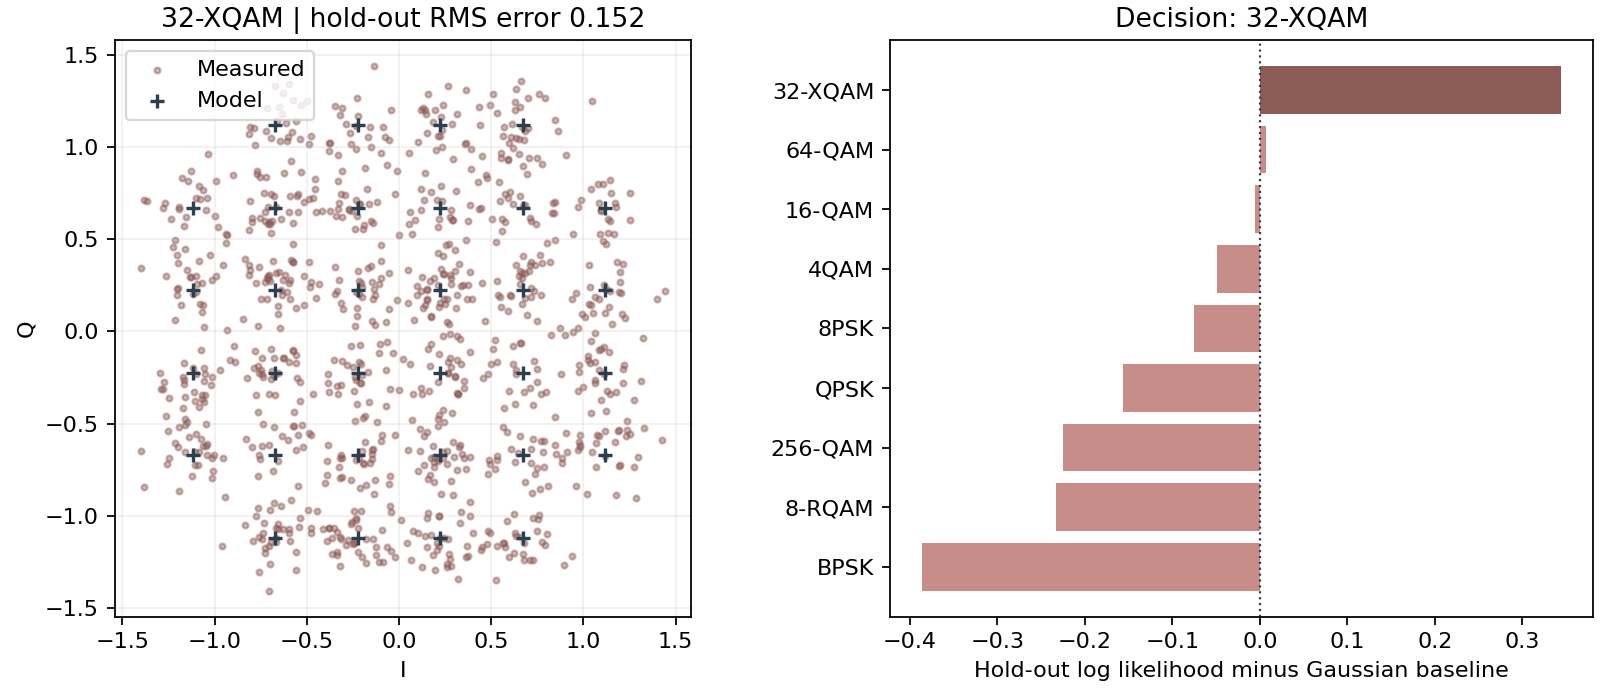 32-XQAM | hold-out RMS error 0.152
Measured
Model
1.5
1.0
0.5
0.0
−0.5
−1.0
−1.5
Q
−1.5 −1.0 −0.5 0.0 0.5 1.0 1.5
I
Decision: 32-XQAM
32-XQAM
64-QAM
16-QAM
4QAM
8PSK
QPSK
256-QAM
8-RQAM
BPSK
−0.4 −0.3 −0.2 −0.1 0.0 0.1 0.2 0.3
Hold-out log likelihood minus Gaussian baseline